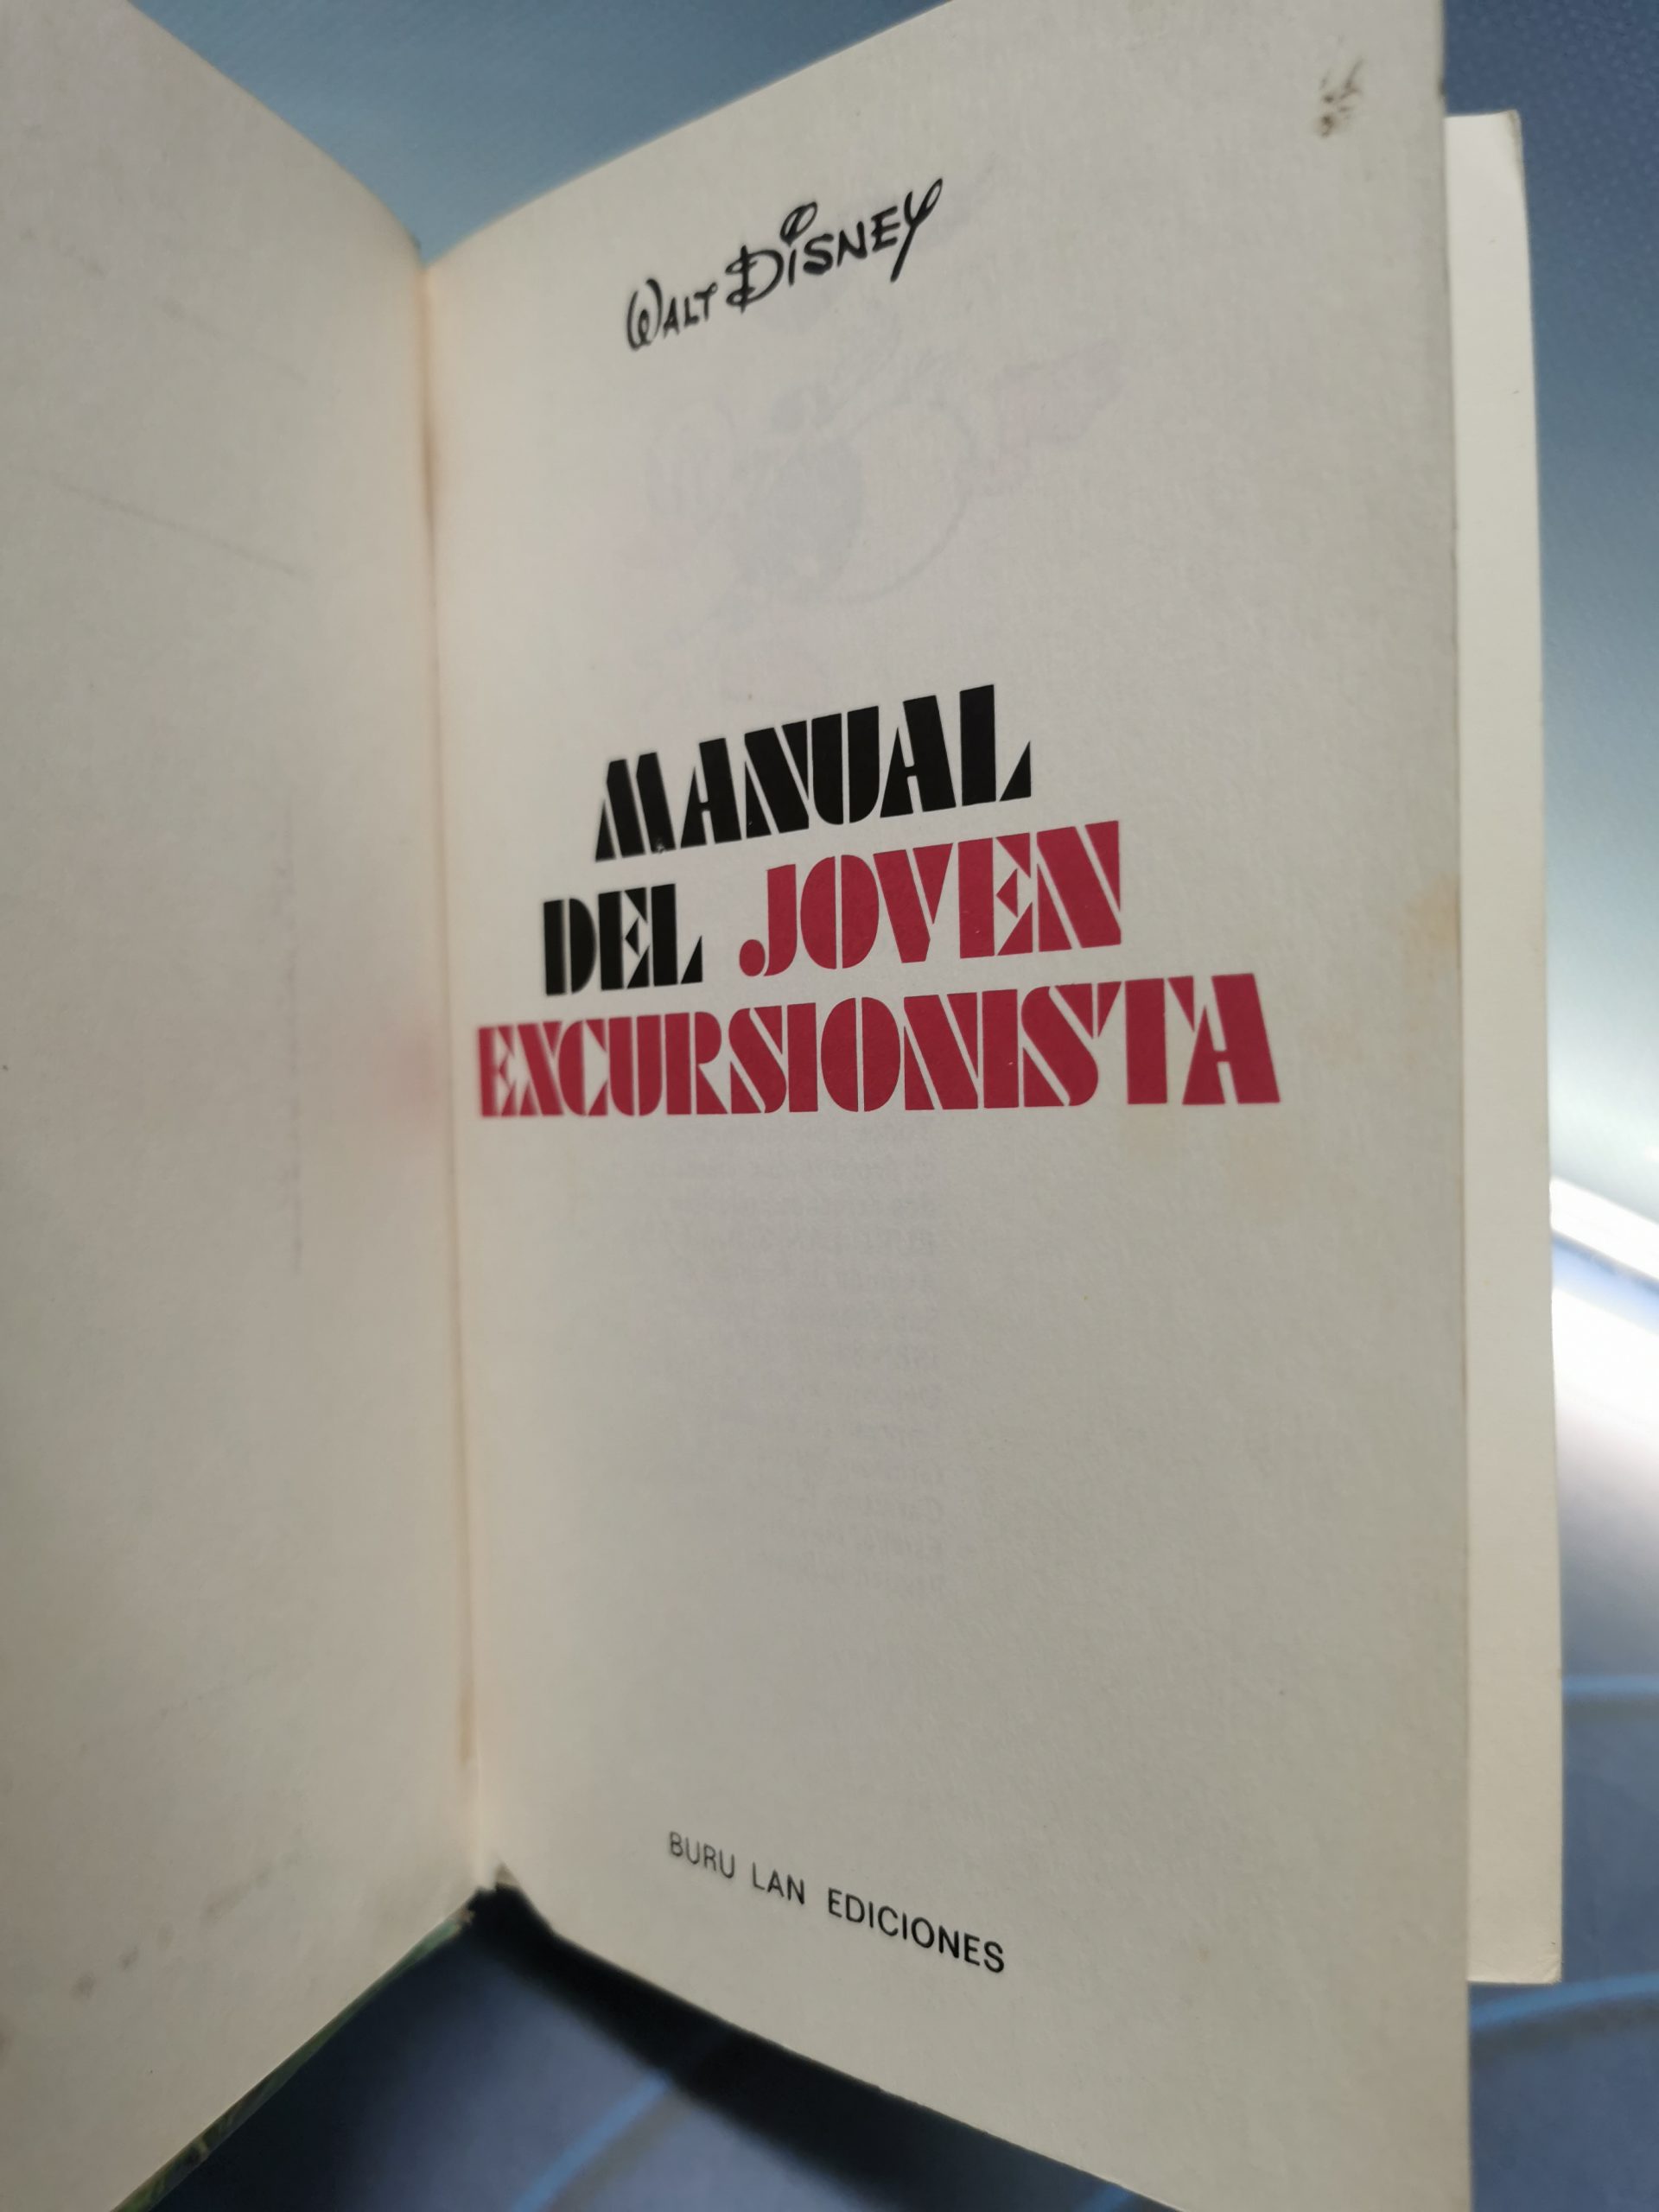 WALT DISNEY
MANUAL
DEL JOVEN
EXCURSIONISTA
BURU LAN EDICIONES